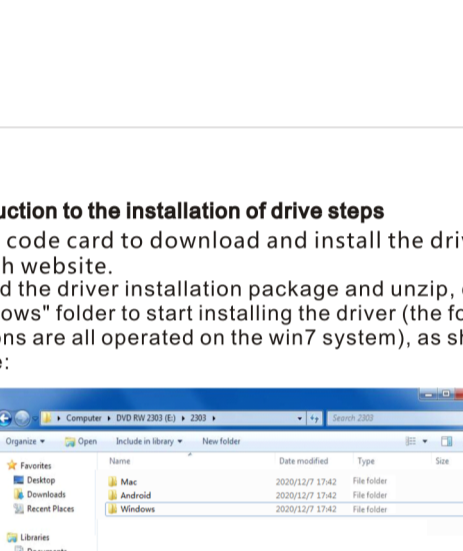 uction to the installation of drive steps
code card to download and install the driv
h website.
d the driver installation package and unzip,
ows" folder to start installing the driver (the fo
ns are all operated on the win7 system), as sh
e:
Computer ▸ DVD RW 2303 (E:) ▸ 2303 ▸ Search 2303
Organize Open Include in library New folder
Favorites Name Date modified Type Size
Desktop Mac 2020/12/7 17:42 File folder
Downloads Android 2020/12/7 17:42 File folder
Recent Places Windows 2020/12/7 17:42 File folder
Libraries